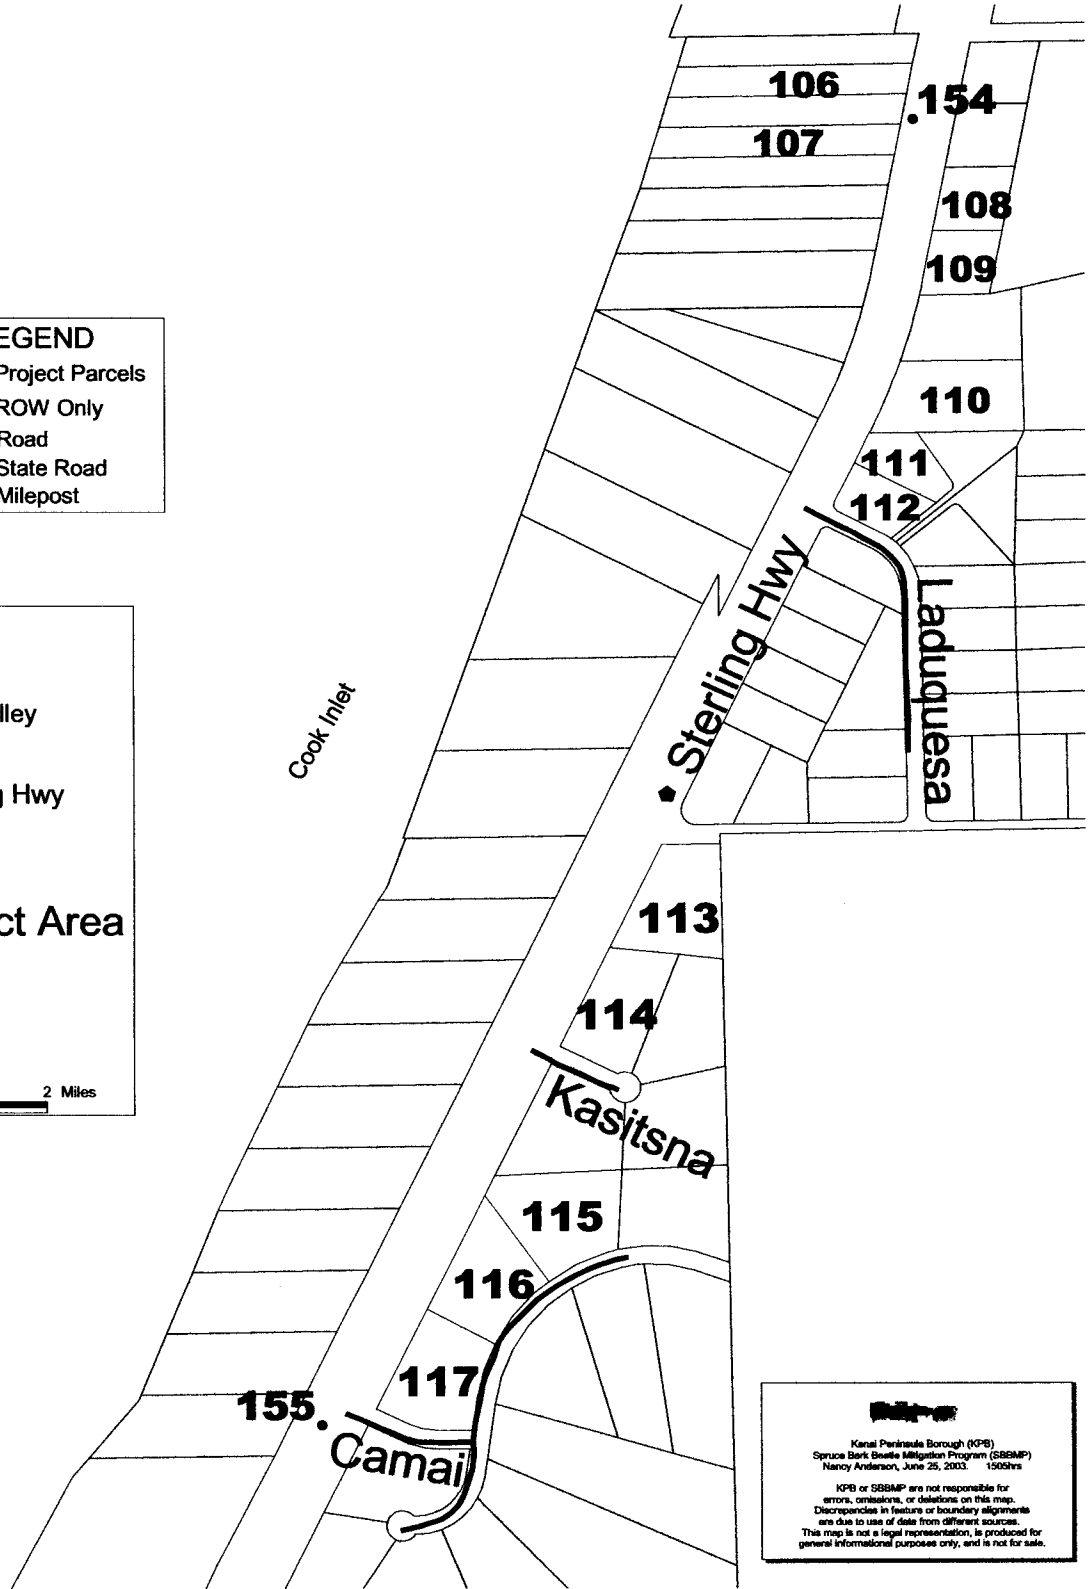 106
154
107
108
109
EGEND
Project Parcels
ROW Only
Road
State Road
Milepost
110
111
112
Sterling Hwy
Laduquesa
Cook Inlet
lley
g Hwy
ct Area
2 Miles
113
114
Kasitsna
115
116
117
155
Camai
Kenai Peninsula Borough (KPB)
Spruce Bark Beetle Mitigation Program (SBBMP)
Nancy Anderson, June 25, 2003. 1505hrs
KPB or SBBMP are not responsible for
errors, omissions, or deletions on this map.
Discrepancies in feature or boundary alignments
are due to use of data from different sources.
This map is not a legal representation, is produced for
general informational purposes only, and is not for sale.